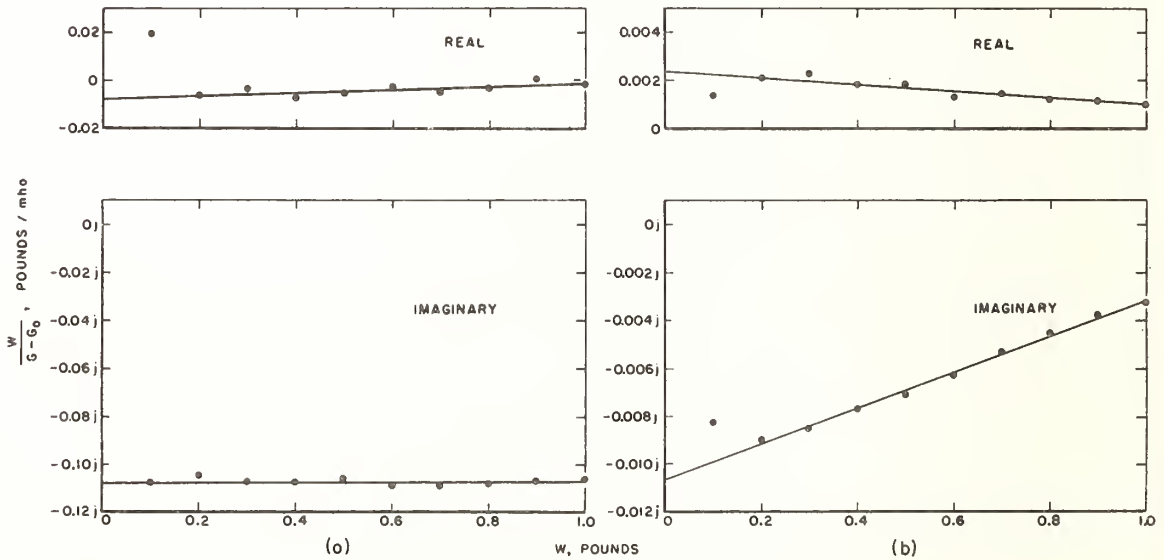 0.02
0
-0.02
REAL
0.004
0.002
0
REAL
W
G-G₀
, POUNDS / mho
0j
-0.02j
-0.04j
-0.06j
-0.08j
-0.10j
-0.12j
IMAGINARY
0 0.2 0.4 0.6 0.8 1.0
(a)
W, POUNDS
0j
-0.002j
-0.004j
-0.006j
-0.008j
-0.010j
-0.012j
IMAGINARY
0 0.2 0.4 0.6 0.8 1.0
(b)